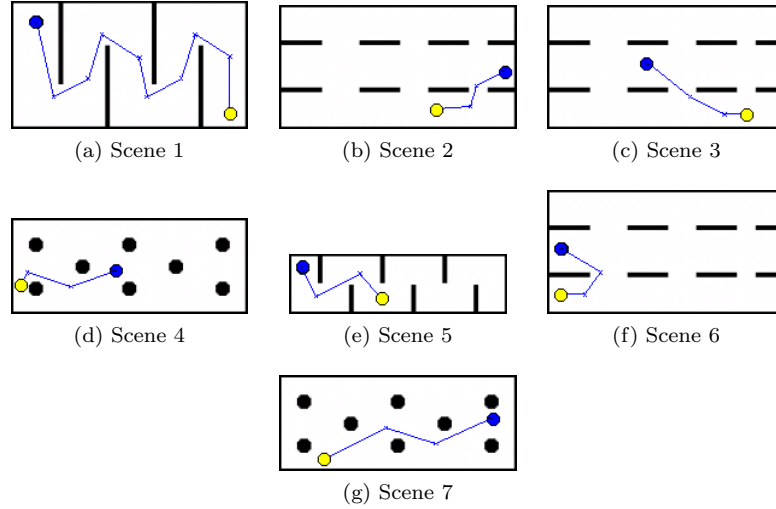 (a) Scene 1
(b) Scene 2
(c) Scene 3
(d) Scene 4
(e) Scene 5
(f) Scene 6
(g) Scene 7